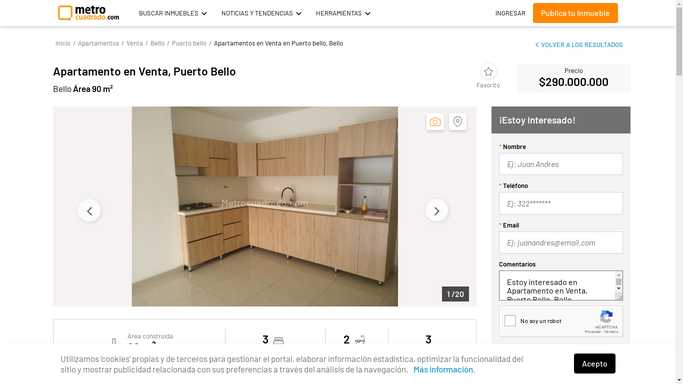 metro
cuadrado.com
BUSCAR INMUEBLES
NOTICIAS Y TENDENCIAS
HERRAMIENTAS
INGRESAR
Publica tu Inmueble
Inicio / Apartamentos / Venta / Bello / Puerto bello / Apartamentos en Venta en Puerto bello, Bello
VOLVER A LOS RESULTADOS
Apartamento en Venta, Puerto Bello
Bello Área 90 m²
Favorito
Precio
$290.000.000
1 /20
¡Estoy Interesado!
* Nombre
Ej: Juan Andres
* Teléfono
Ej: 322*******
* Email
Ej: juanandres@email.com
Comentarios
Estoy interesado en
Apartamento en Venta,
Puerto Bello, Bello
No soy un robot
reCAPTCHA
Privacidad - Términos
Área construida
3
2
3
Utilizamos 'cookies' propias y de terceros para gestionar el portal, elaborar información estadística, optimizar la funcionalidad del
sitio y mostrar publicidad relacionada con sus preferencias a través del análisis de la navegación. Más información.
Acepto